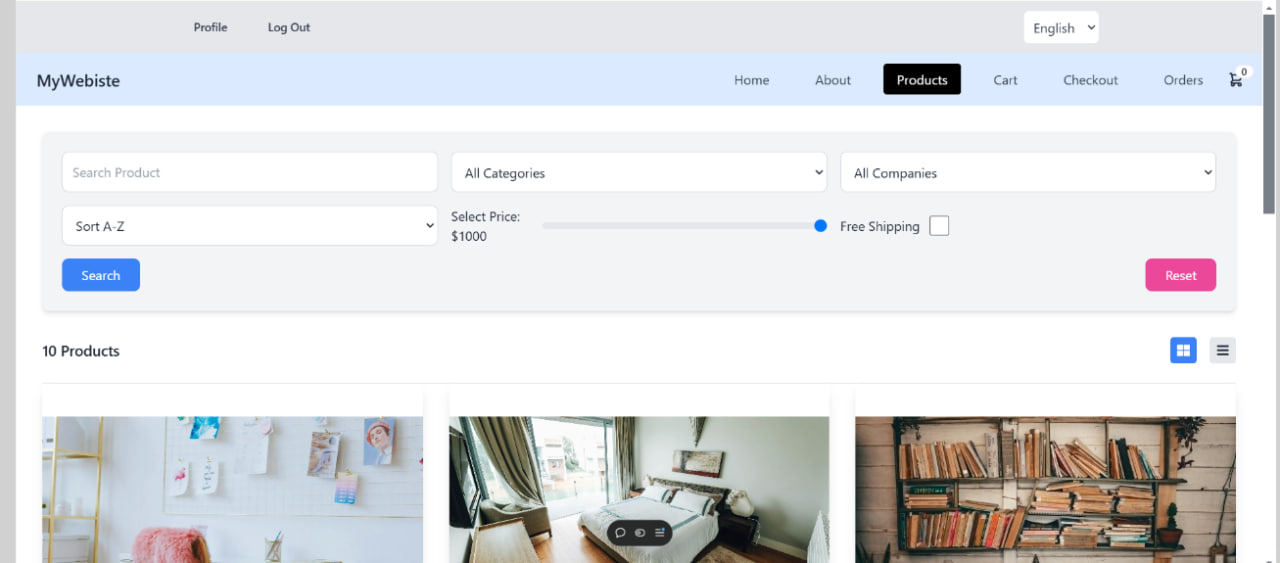 Profile Log Out English
MyWebiste Home About Products Cart Checkout Orders 0
Search Product All Categories All Companies
Sort A-Z Select Price: Free Shipping
$1000
Search Reset
10 Products